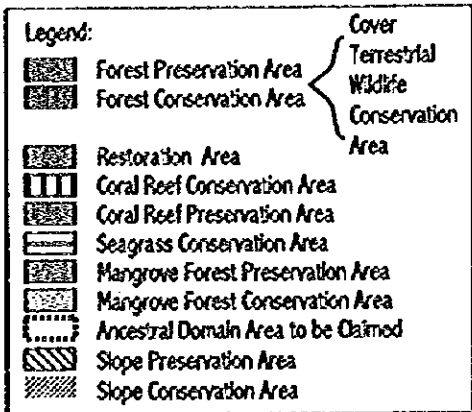 Legend:
Forest Preservation Area
Forest Conservation Area
Cover
Terrestrial
Wildlife
Conservation
Area
Restoration Area
Coral Reef Conservation Area
Coral Reef Preservation Area
Seagrass Conservation Area
Mangrove Forest Preservation Area
Mangrove Forest Conservation Area
Ancestral Domain Area to be Claimed
Slope Preservation Area
Slope Conservation Area